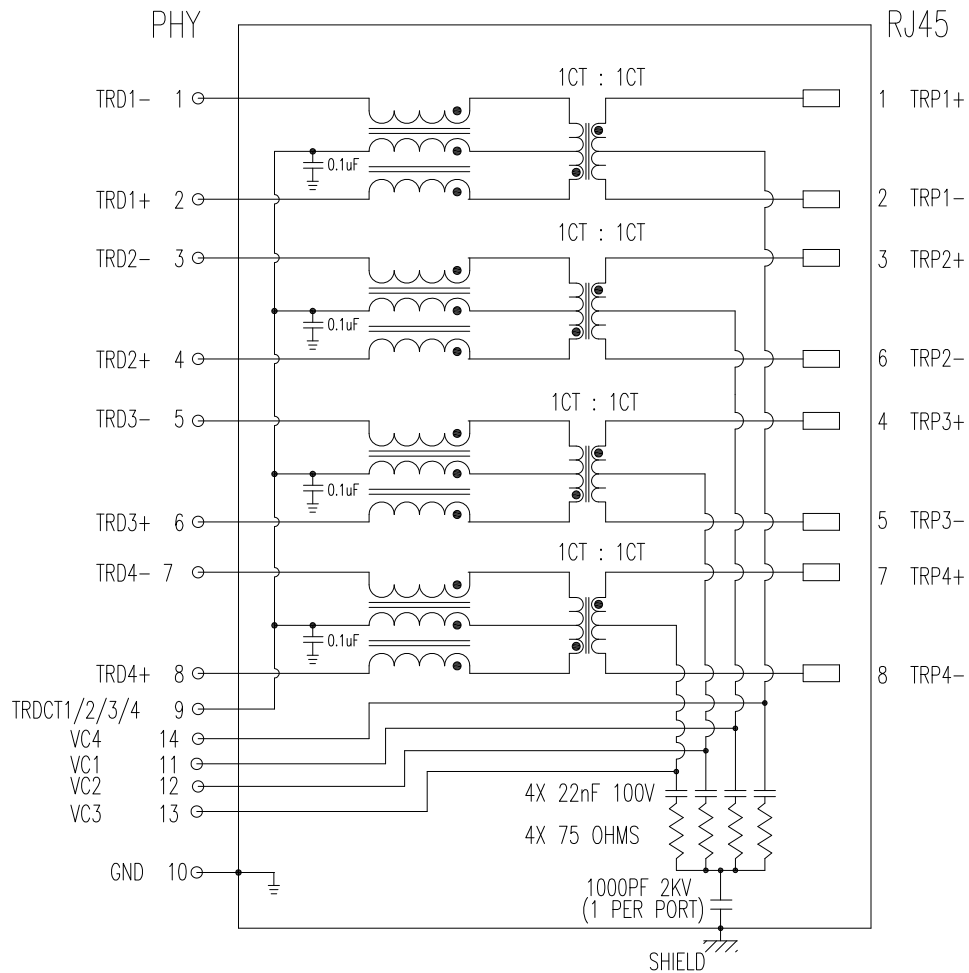 PHY RJ45
1CT : 1CT
TRD1- 1 1 TRP1+
0.1uF
TRD1+ 2 2 TRP1-
1CT : 1CT
TRD2- 3 3 TRP2+
0.1uF
TRD2+ 4 6 TRP2-
1CT : 1CT
TRD3- 5 4 TRP3+
0.1uF
TRD3+ 6 5 TRP3-
1CT : 1CT
TRD4- 7 7 TRP4+
0.1uF
TRD4+ 8 8 TRP4-
TRDCT1/2/3/4 9
VC4 14
VC1 11
VC2 12
VC3 13
4X 22nF 100V
4X 75 OHMS
GND 10
1000PF 2KV
(1 PER PORT)
SHIELD